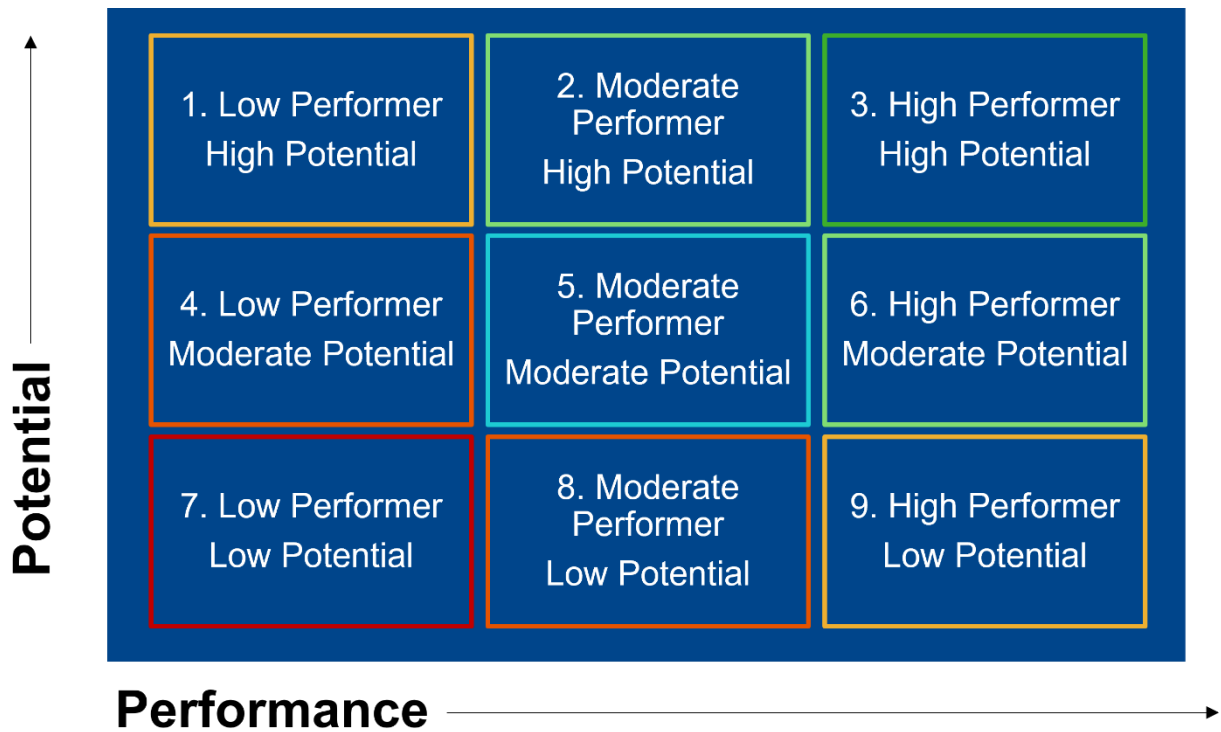 1. Low Performer
High Potential
2. Moderate
Performer
High Potential
3. High Performer
High Potential
4. Low Performer
Moderate Potential
5. Moderate
Performer
Moderate Potential
6. High Performer
Moderate Potential
7. Low Performer
Low Potential
8. Moderate
Performer
Low Potential
9. High Performer
Low Potential
Potential
Performance